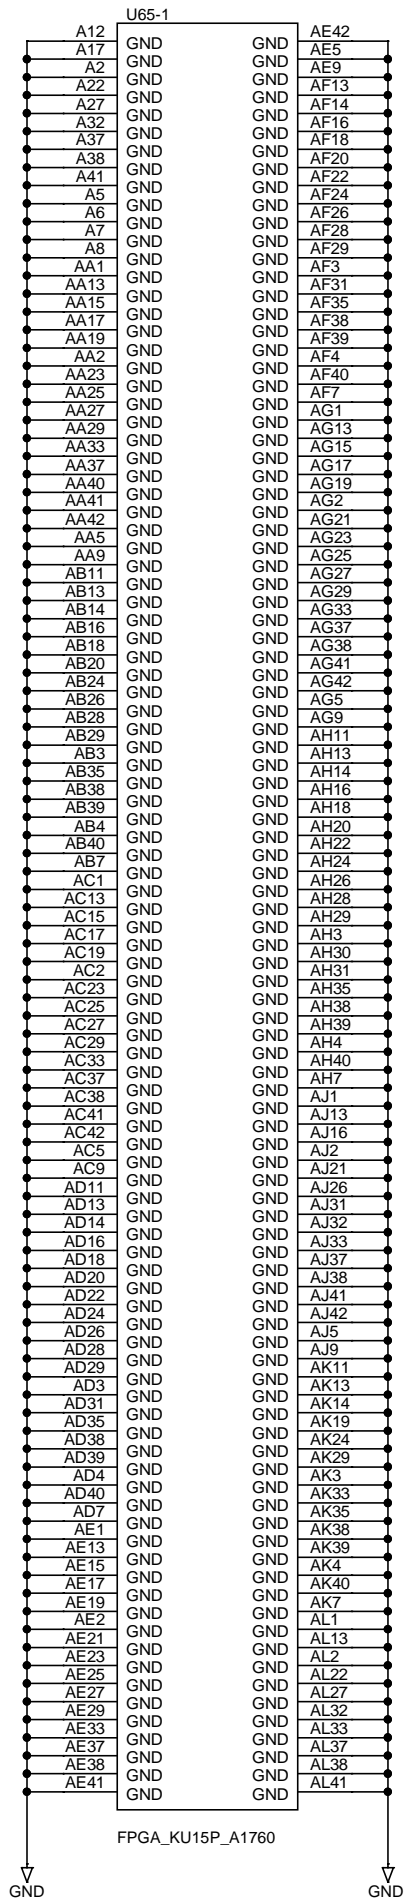 U65-1
A12 GND GND AE42
A17 GND GND AE5
A2 GND GND AE9
A22 GND GND AF13
A27 GND GND AF14
A32 GND GND AF16
A37 GND GND AF18
A38 GND GND AF20
A41 GND GND AF22
A5 GND GND AF24
A6 GND GND AF26
A7 GND GND AF28
A8 GND GND AF29
AA1 GND GND AF3
AA13 GND GND AF31
AA15 GND GND AF35
AA17 GND GND AF38
AA19 GND GND AF39
AA2 GND GND AF4
AA23 GND GND AF40
AA25 GND GND AF7
AA27 GND GND AG1
AA29 GND GND AG13
AA33 GND GND AG15
AA37 GND GND AG17
AA40 GND GND AG19
AA41 GND GND AG2
AA42 GND GND AG21
AA5 GND GND AG23
AA9 GND GND AG25
AB11 GND GND AG27
AB13 GND GND AG29
AB14 GND GND AG33
AB16 GND GND AG37
AB18 GND GND AG38
AB20 GND GND AG41
AB24 GND GND AG42
AB26 GND GND AG5
AB28 GND GND AG9
AB29 GND GND AH11
AB3 GND GND AH13
AB35 GND GND AH14
AB38 GND GND AH16
AB39 GND GND AH18
AB4 GND GND AH20
AB40 GND GND AH22
AB7 GND GND AH24
AC1 GND GND AH26
AC13 GND GND AH28
AC15 GND GND AH29
AC17 GND GND AH3
AC19 GND GND AH30
AC2 GND GND AH31
AC23 GND GND AH35
AC25 GND GND AH38
AC27 GND GND AH39
AC29 GND GND AH4
AC33 GND GND AH40
AC37 GND GND AH7
AC38 GND GND AJ1
AC41 GND GND AJ13
AC42 GND GND AJ16
AC5 GND GND AJ2
AC9 GND GND AJ21
AD11 GND GND AJ26
AD13 GND GND AJ31
AD14 GND GND AJ32
AD16 GND GND AJ33
AD18 GND GND AJ37
AD20 GND GND AJ38
AD22 GND GND AJ41
AD24 GND GND AJ42
AD26 GND GND AJ5
AD28 GND GND AJ9
AD29 GND GND AK11
AD3 GND GND AK13
AD31 GND GND AK14
AD35 GND GND AK19
AD38 GND GND AK24
AD39 GND GND AK29
AD4 GND GND AK3
AD40 GND GND AK33
AD7 GND GND AK35
AE1 GND GND AK38
AE13 GND GND AK39
AE15 GND GND AK4
AE17 GND GND AK40
AE19 GND GND AK7
AE2 GND GND AL1
AE21 GND GND AL13
AE23 GND GND AL2
AE25 GND GND AL22
AE27 GND GND AL27
AE29 GND GND AL32
AE33 GND GND AL33
AE37 GND GND AL37
AE38 GND GND AL38
AE41 GND GND AL41
FPGA_KU15P_A1760
GND GND